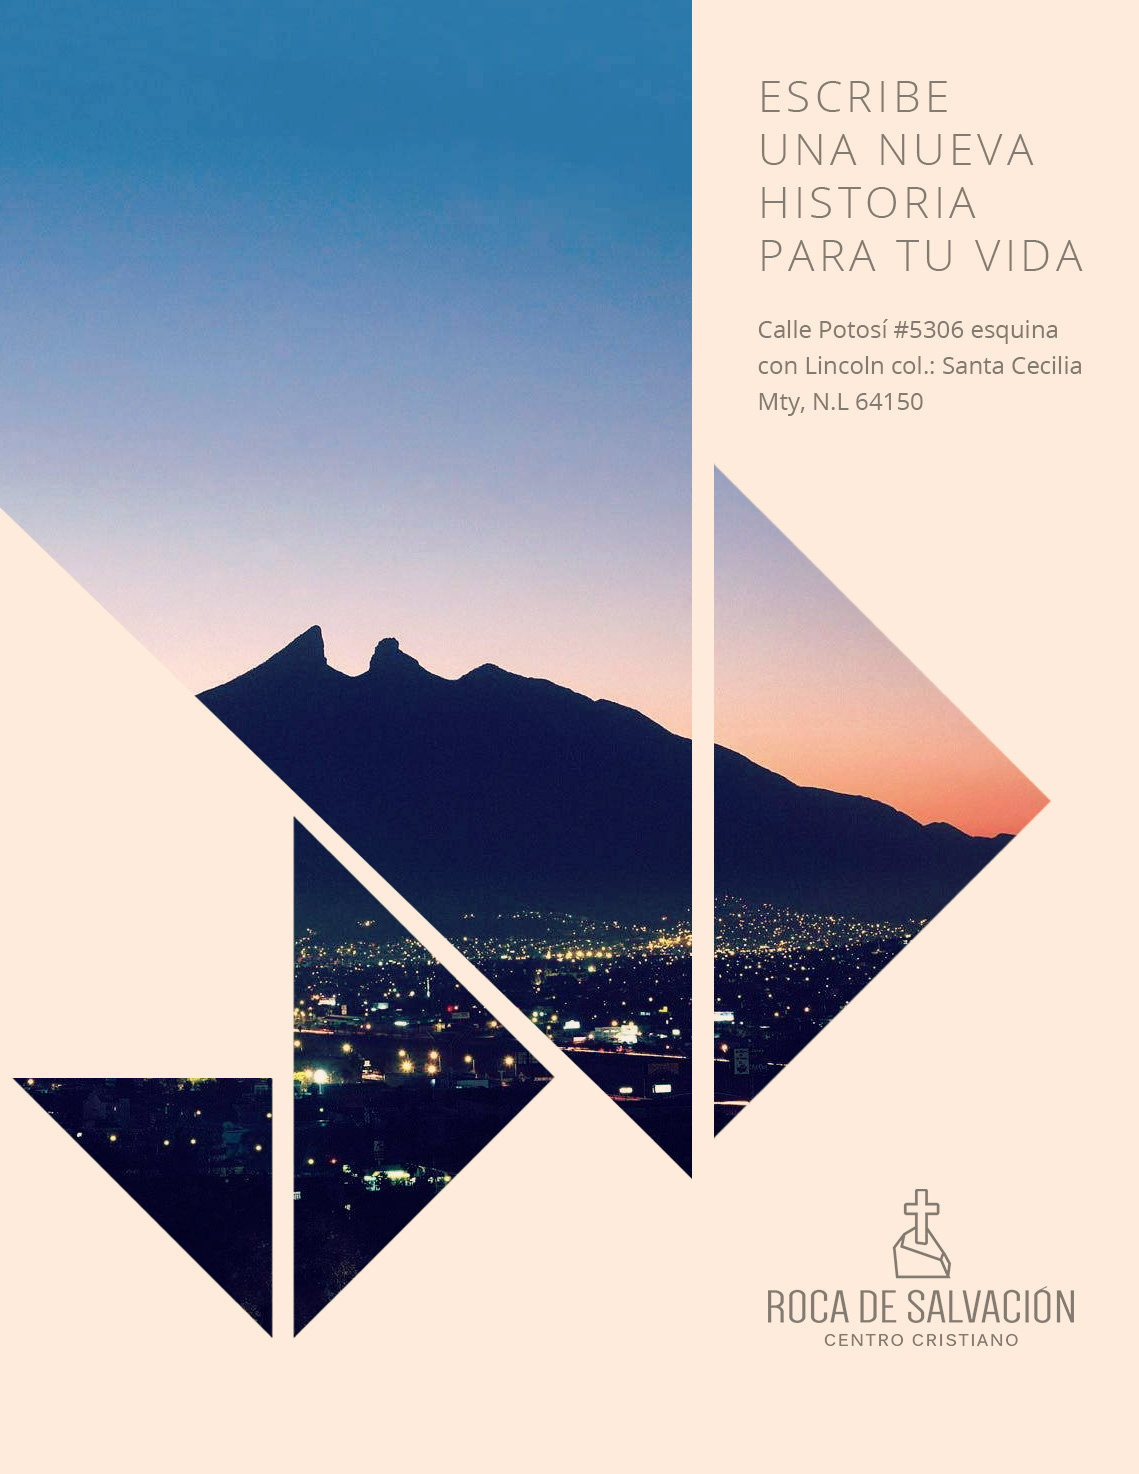 ESCRIBE
UNA NUEVA
HISTORIA
PARA TU VIDA
Calle Potosí #5306 esquina
con Lincoln col.: Santa Cecilia
Mty, N.L 64150
ROCA DE SALVACIÓN
CENTRO CRISTIANO